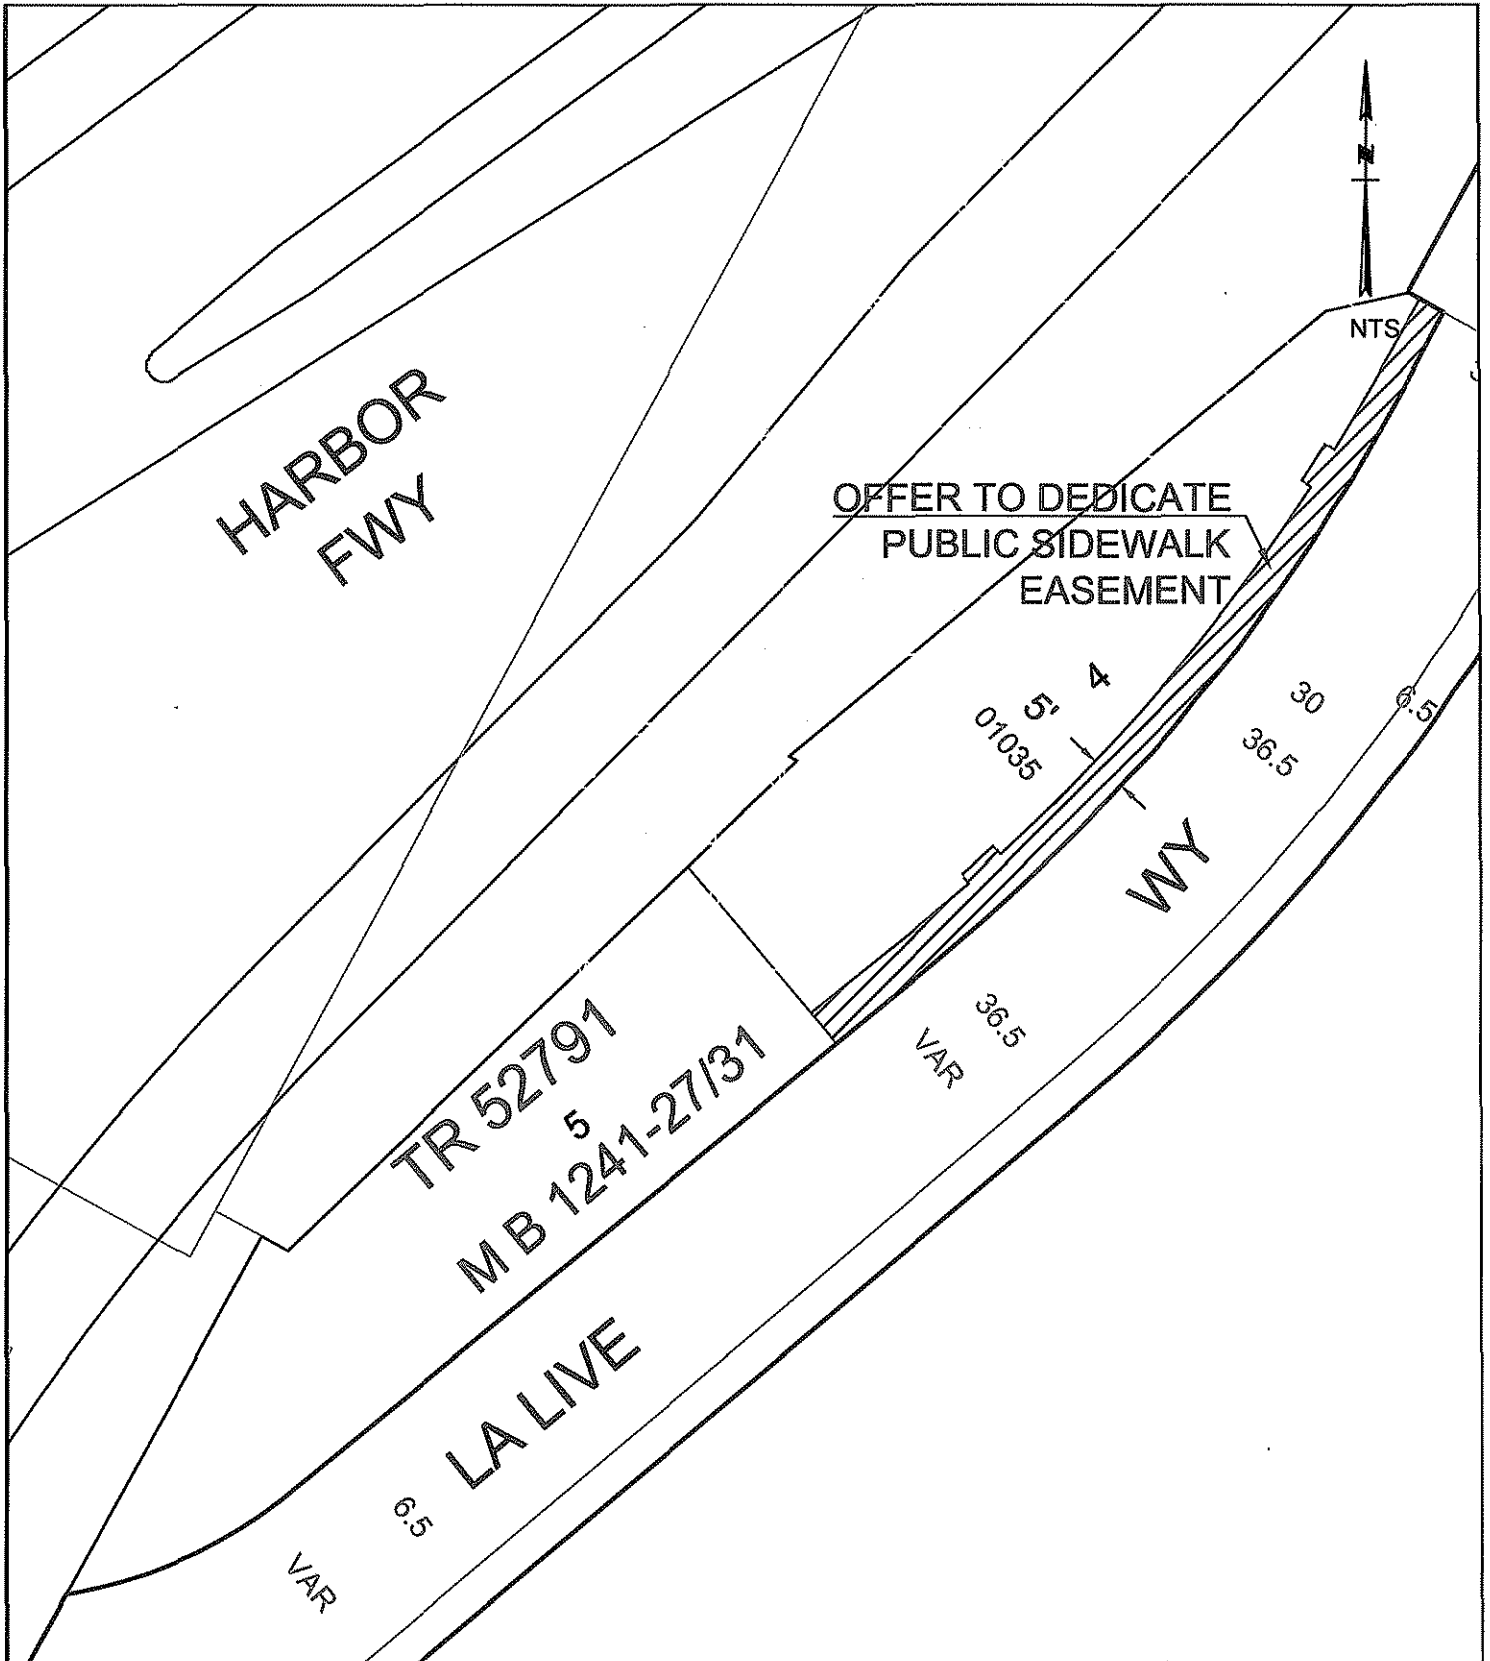 N
NTS
HARBOR
FWY
OFFER TO DEDICATE
PUBLIC SIDEWALK
EASEMENT
4
5'
01035
30
6.5
36.5
WY
36.5
VAR
TR 52791
5
M B 1241-27/31
LA LIVE
6.5
VAR